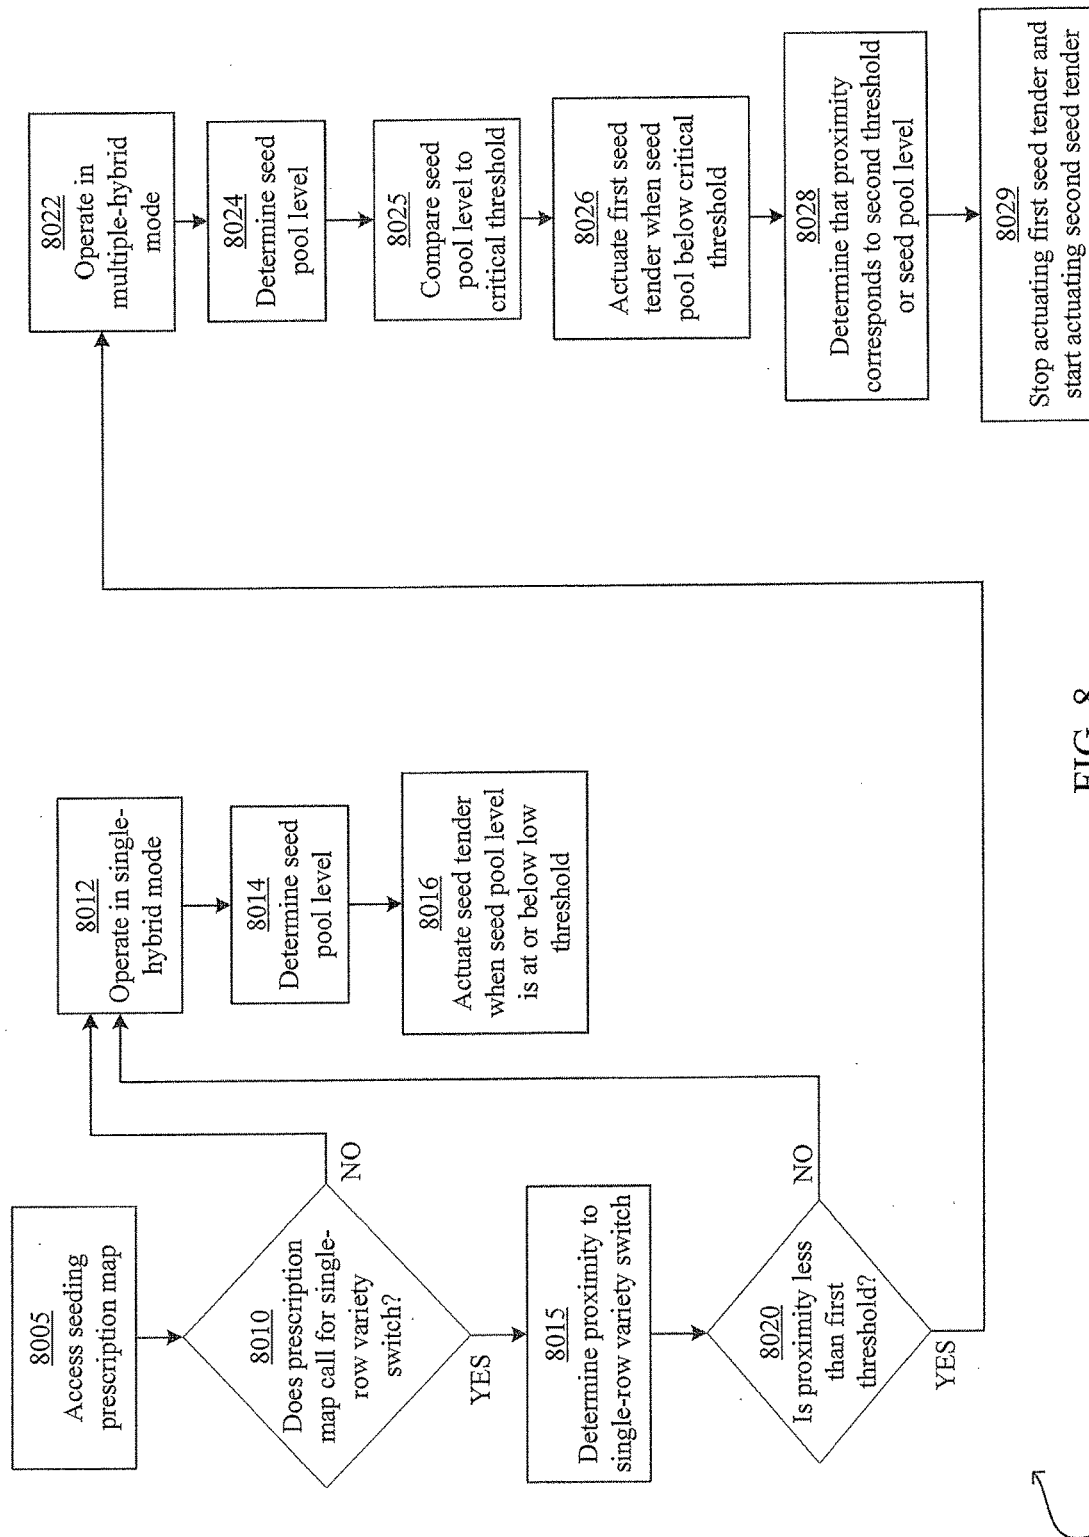 8005
Access seeding
prescription map
8010
Does prescription
map call for single-
row variety
switch?
NO
YES
8015
Determine proximity to
single-row variety switch
8020
Is proximity less
than first
threshold?
NO
YES
8012
Operate in single-
hybrid mode
8014
Determine seed
pool level
8016
Actuate seed tender
when seed pool level
is at or below low
threshold
8022
Operate in
multiple-hybrid
mode
8024
Determine seed
pool level
8025
Compare seed
pool level to
critical threshold
8026
Actuate first seed
tender when seed
pool below critical
threshold
8028
Determine that proximity
corresponds to second threshold
or seed pool level
8029
Stop actuating first seed tender and
start actuating second seed tender
FIG. 8